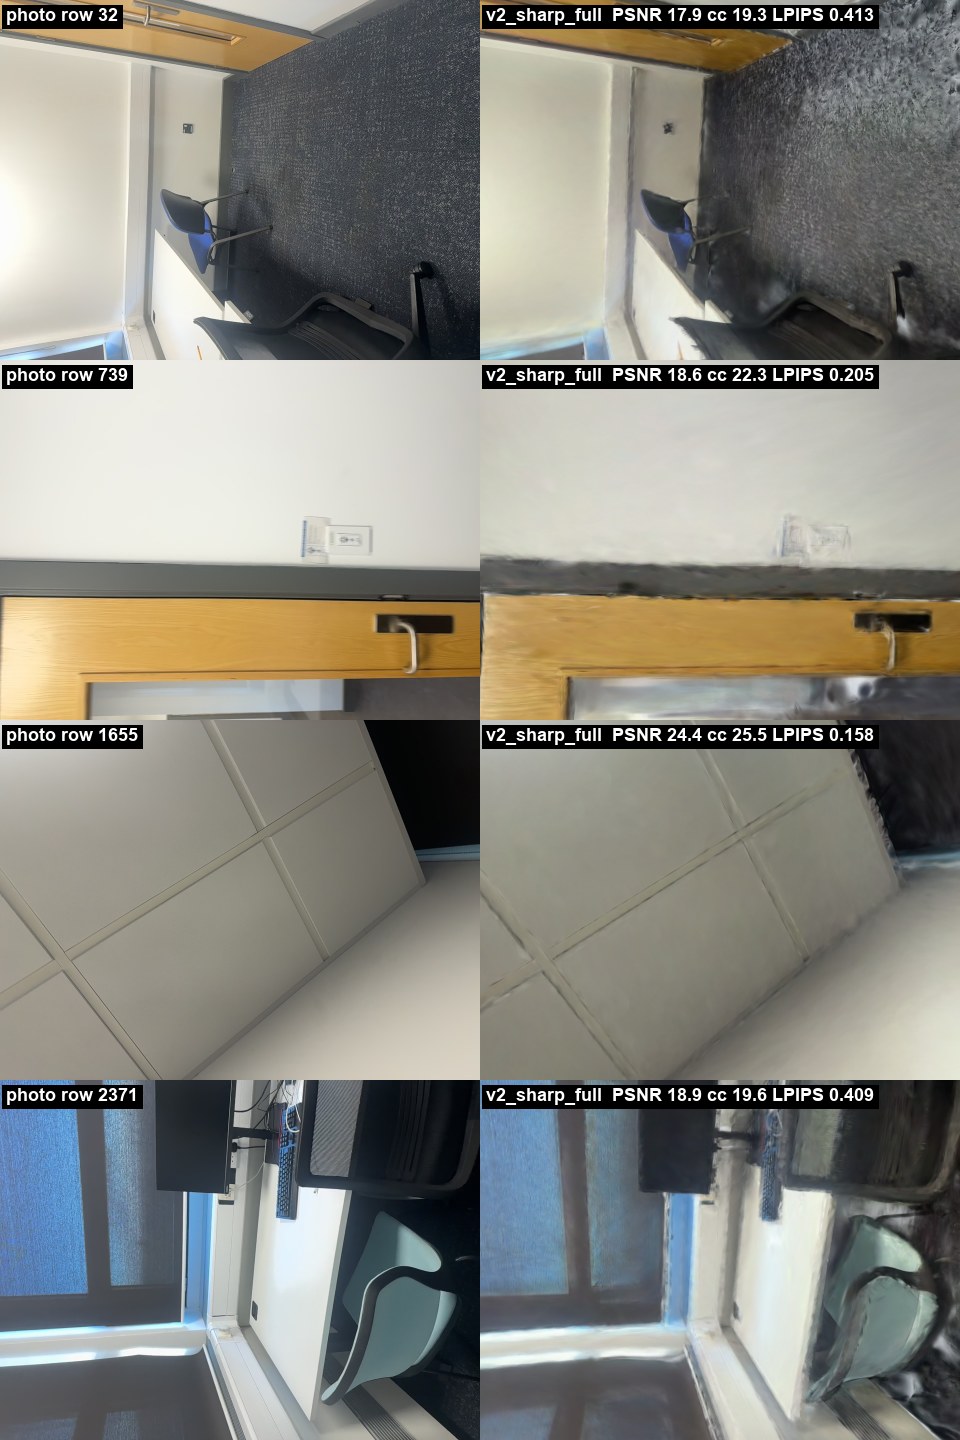 photo row 32
v2_sharp_full PSNR 17.9 cc 19.3 LPIPS 0.413
photo row 739
v2_sharp_full PSNR 18.6 cc 22.3 LPIPS 0.205
photo row 1655
v2_sharp_full PSNR 24.4 cc 25.5 LPIPS 0.158
photo row 2371
v2_sharp_full PSNR 18.9 cc 19.6 LPIPS 0.409